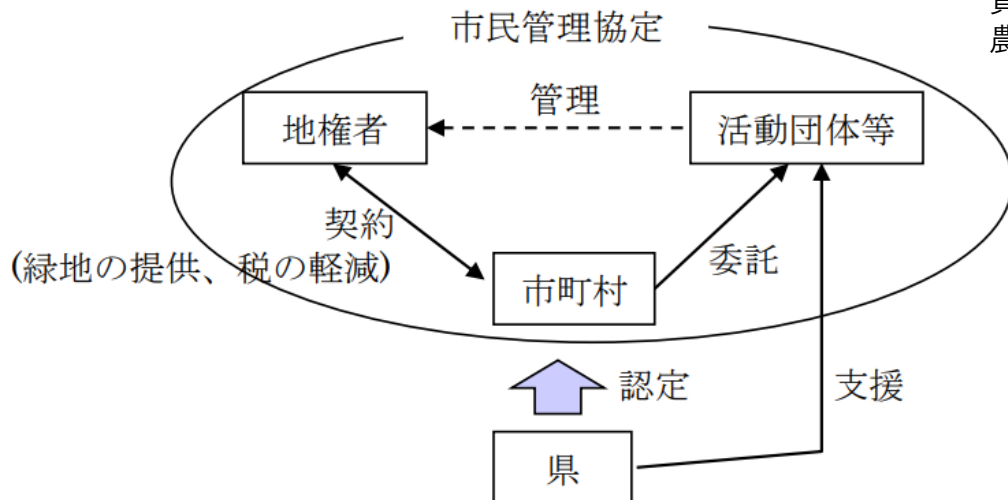 市民管理協定
農
地権者
管理
活動団体等
契約
(緑地の提供、税の軽減)
市町村
委託
認定
支援
県